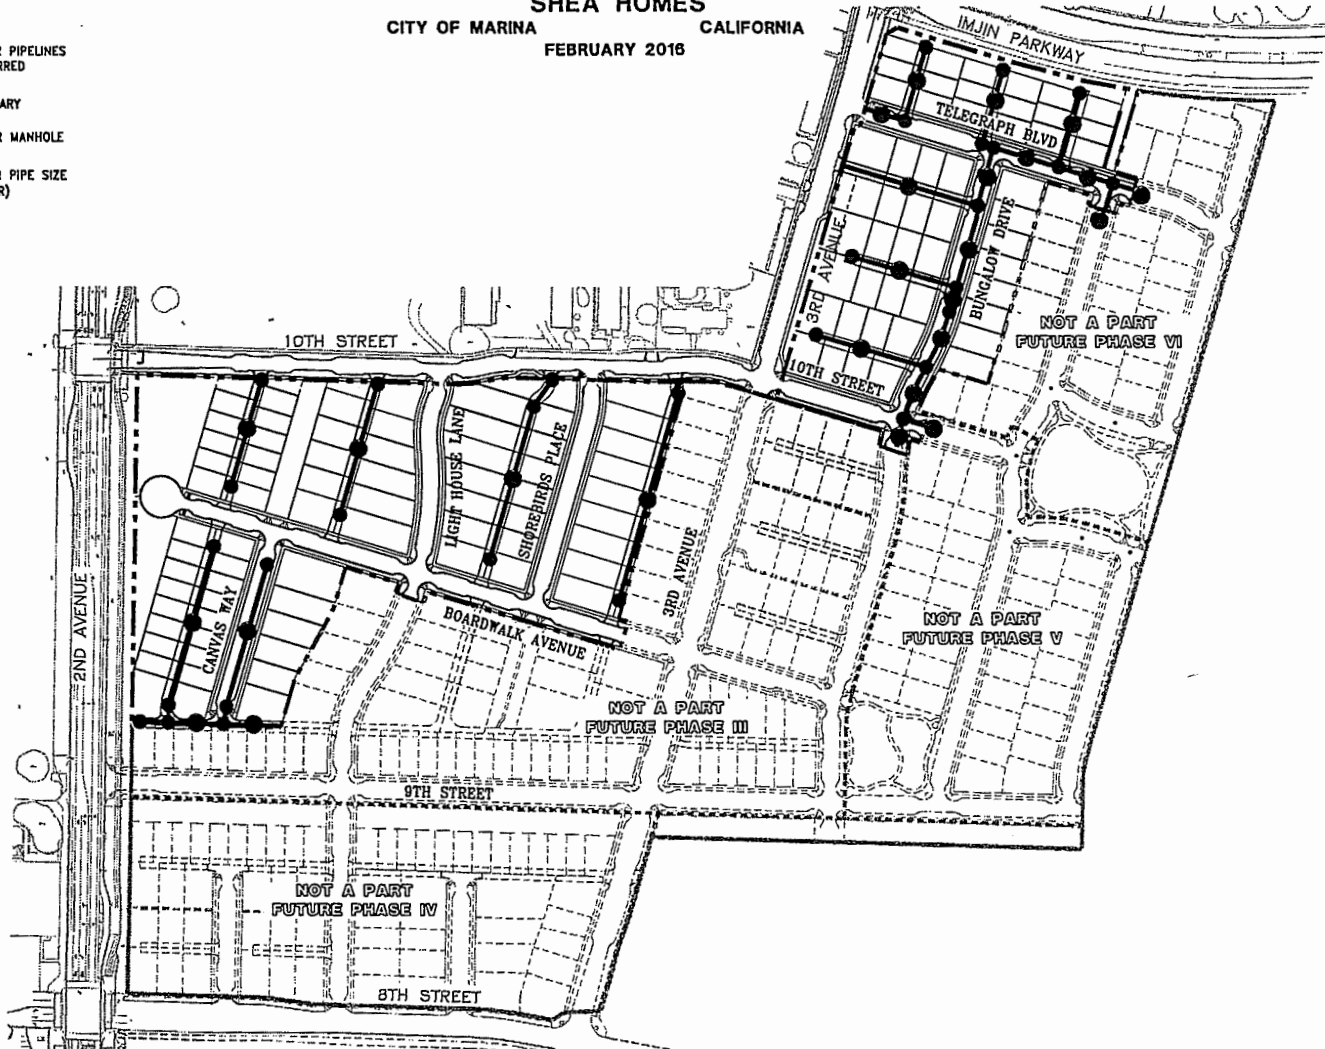 SHEA HOMES
CITY OF MARINA CALIFORNIA
FEBRUARY 2016
PIPELINES
MANHOLE
PIPE SIZE
IMJIN PARKWAY
TELEGRAPH BLVD
BUNGALOW DRIVE
3RD AVENUE
NOT A PART
FUTURE PHASE VI
10TH STREET
10TH STREET
LIGHT HOUSE LANE
SHOREBIRDS PLACE
3RD AVENUE
2ND AVENUE
CANVAS WAY
BOARDWALK AVENUE
NOT A PART
FUTURE PHASE V
NOT A PART
FUTURE PHASE III
9TH STREET
NOT A PART
FUTURE PHASE IV
8TH STREET